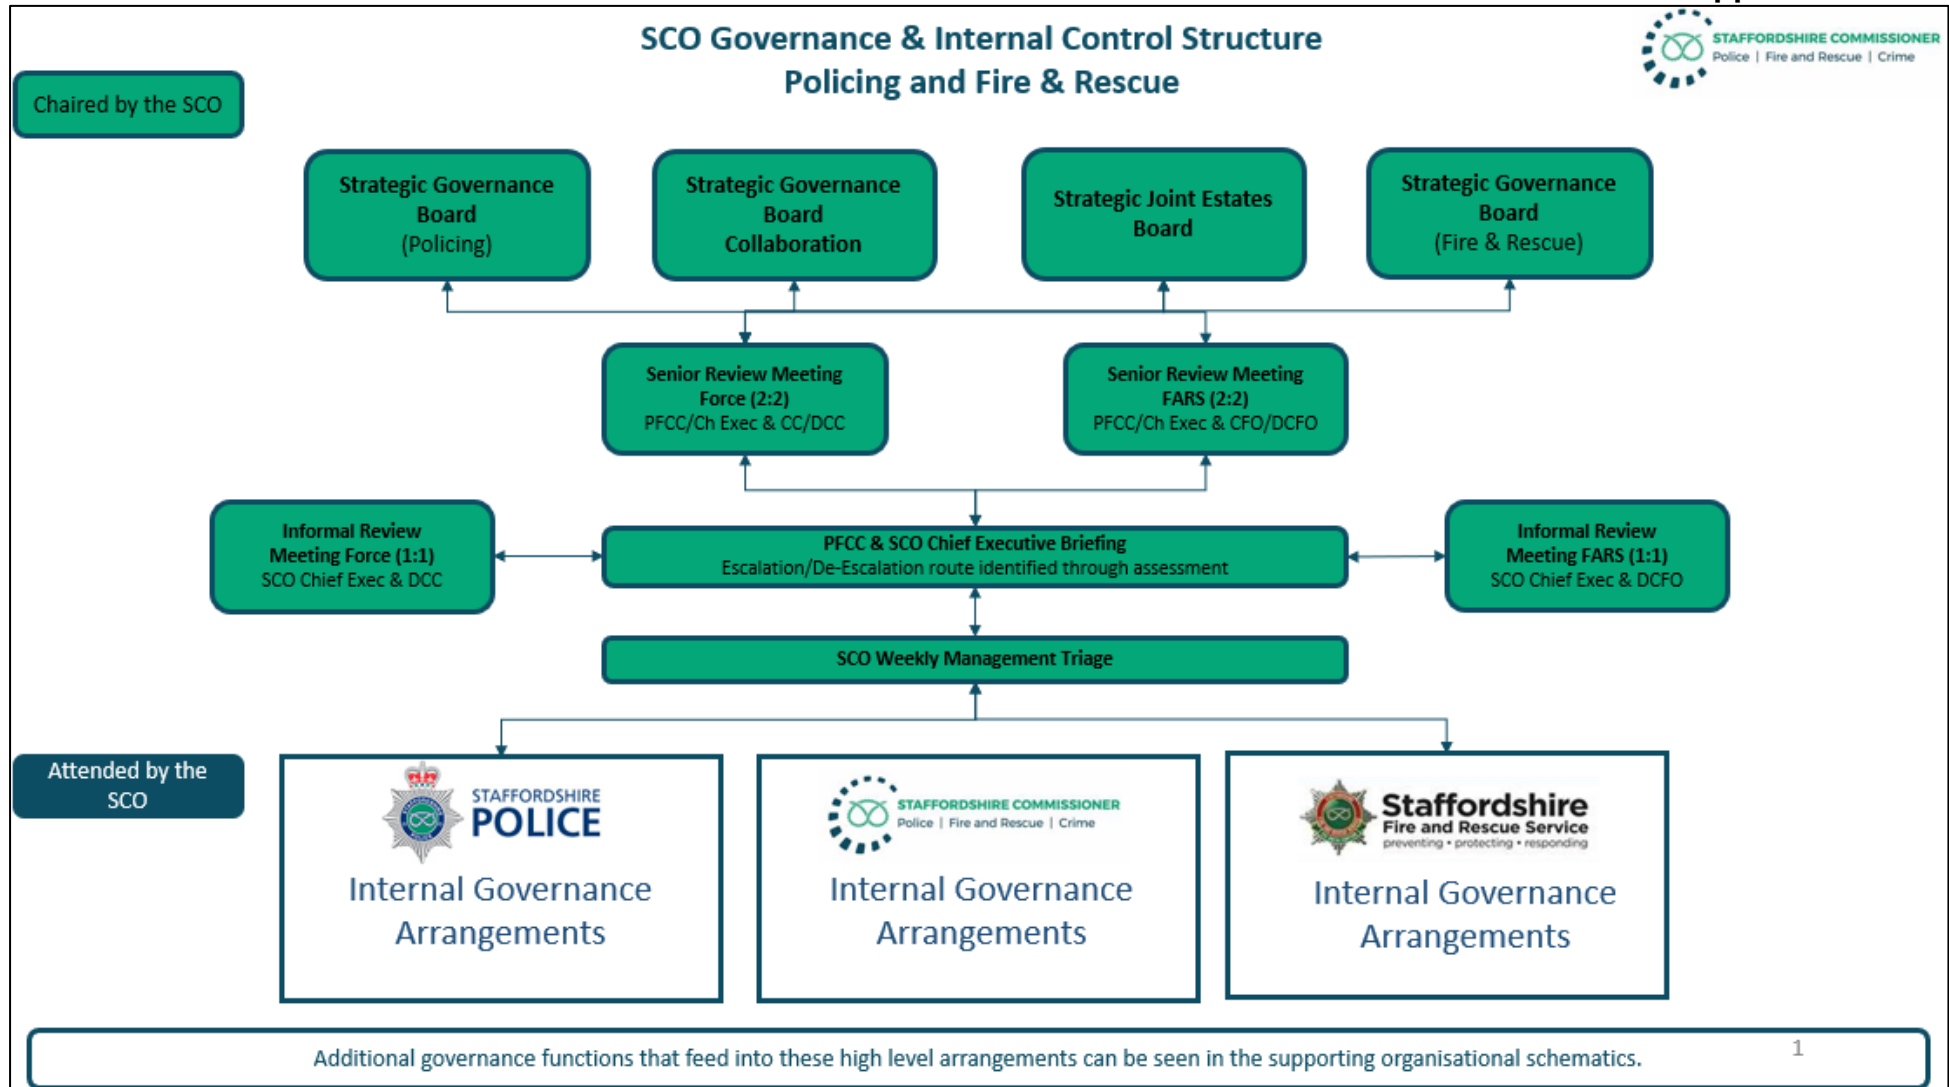 SCO Governance & Internal Control Structure
Policing and Fire & Rescue
STAFFORDSHIRE COMMISSIONER
Police | Fire and Rescue | Crime
Chaired by the SCO
Strategic Governance
Board
(Policing)
Strategic Governance
Board
Collaboration
Strategic Joint Estates
Board
Strategic Governance
Board
(Fire & Rescue)
Senior Review Meeting
Force (2:2)
PFCC/Ch Exec & CC/DCC
Senior Review Meeting
FARS (2:2)
PFCC/Ch Exec & CFO/DCFO
Informal Review
Meeting Force (1:1)
SCO Chief Exec & DCC
PFCC & SCO Chief Executive Briefing
Escalation/De-Escalation route identified through assessment
Informal Review
Meeting FARS (1:1)
SCO Chief Exec & DCFO
SCO Weekly Management Triage
Attended by the
SCO
STAFFORDSHIRE
POLICE
Internal Governance
Arrangements
STAFFORDSHIRE COMMISSIONER
Police | Fire and Rescue | Crime
Internal Governance
Arrangements
Staffordshire
Fire and Rescue Service
preventing • protecting • responding
Internal Governance
Arrangements
Additional governance functions that feed into these high level arrangements can be seen in the supporting organisational schematics.
1